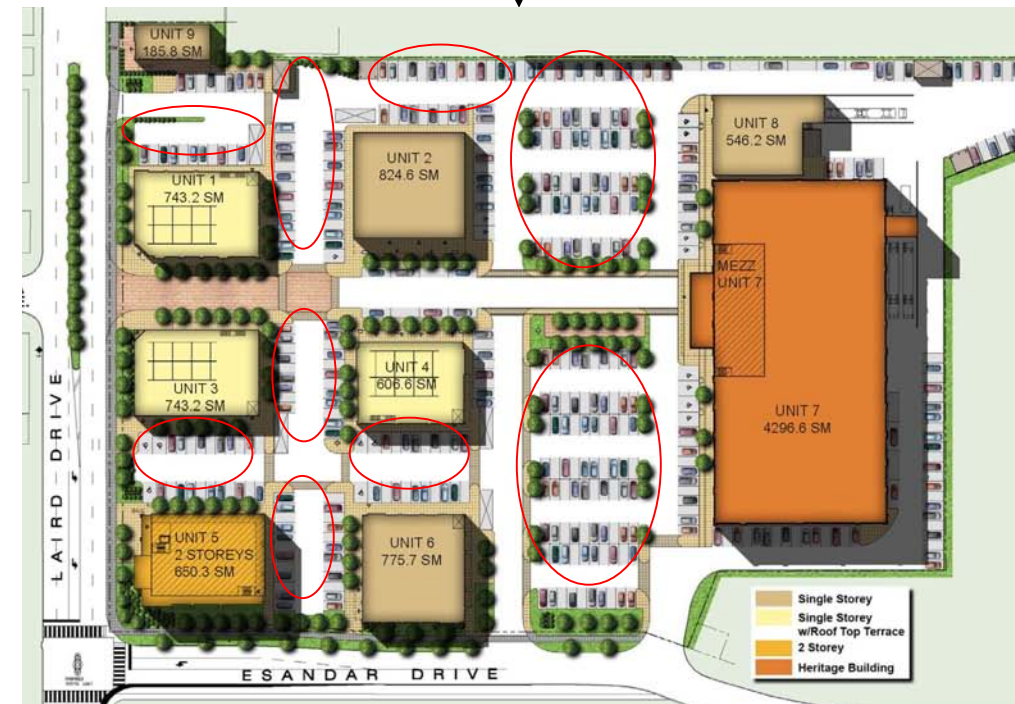 UNIT 9
185.8 SM
UNIT 1
743.2 SM
UNIT 2
824.6 SM
UNIT 8
546.2 SM
MEZZ
UNIT 7
UNIT 3
743.2 SM
UNIT 4
606.6 SM
UNIT 7
4296.6 SM
UNIT 5
2 STOREYS
650.3 SM
UNIT 6
775.7 SM
LAIRD DRIVE
ESANDAR DRIVE
Single Storey
Single Storey
w/Roof Top Terrace
2 Storey
Heritage Building